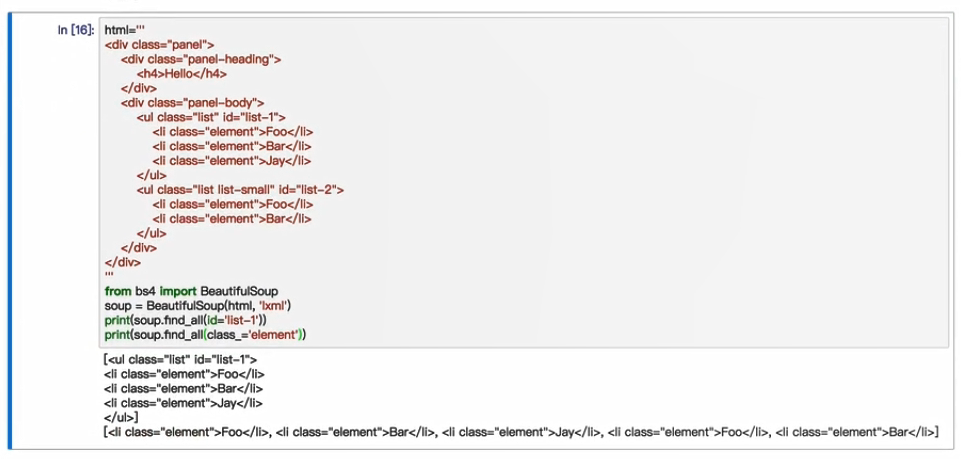 In [16]: html='''
<div class="panel">
    <div class="panel-heading">
        <h4>Hello</h4>
    </div>
    <div class="panel-body">
        <ul class="list" id="list-1">
            <li class="element">Foo</li>
            <li class="element">Bar</li>
            <li class="element">Jay</li>
        </ul>
        <ul class="list list-small" id="list-2">
            <li class="element">Foo</li>
            <li class="element">Bar</li>
        </ul>
    </div>
</div>
'''
from bs4 import BeautifulSoup
soup = BeautifulSoup(html, 'lxml')
print(soup.find_all(id='list-1'))
print(soup.find_all(class_='element'))
[<ul class="list" id="list-1">
<li class="element">Foo</li>
<li class="element">Bar</li>
<li class="element">Jay</li>
</ul>]
[<li class="element">Foo</li>, <li class="element">Bar</li>, <li class="element">Jay</li>, <li class="element">Foo</li>, <li class="element">Bar</li>]